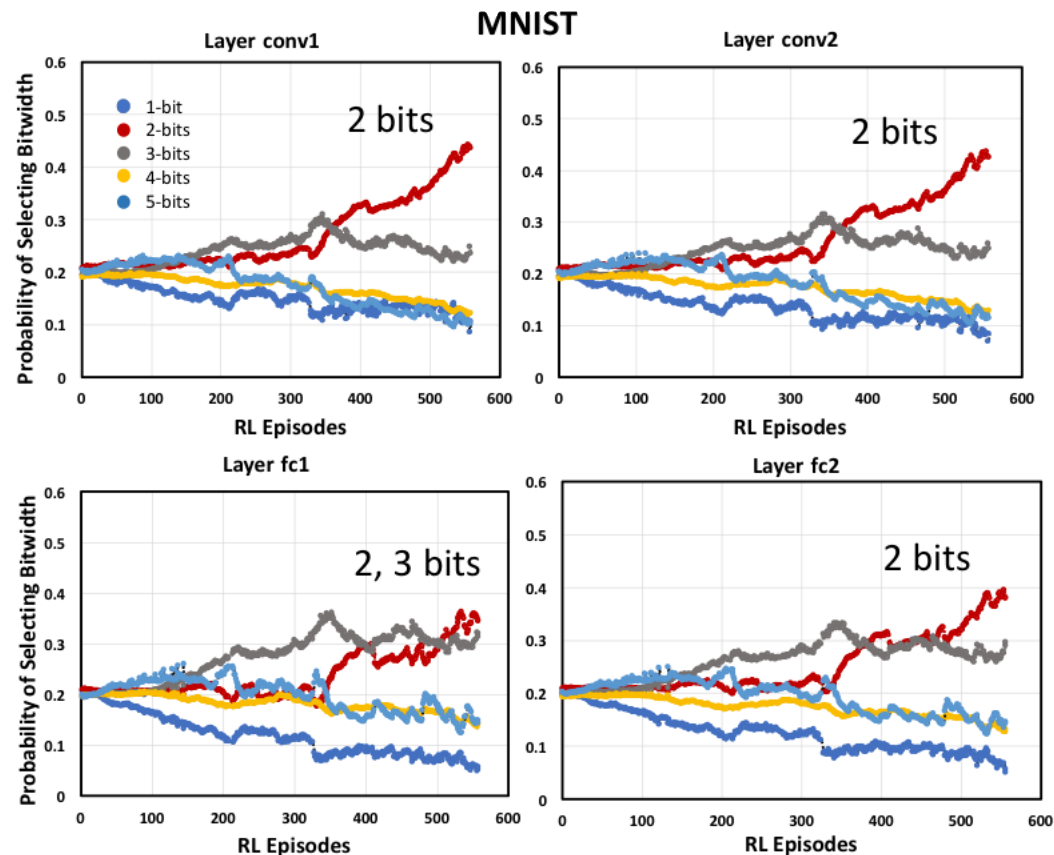 MNIST
Layer conv1
Probability of Selecting Bitwidth
0.6
0.5
0.4
0.3
0.2
0.1
0
1-bit
2-bits
3-bits
4-bits
5-bits
2 bits
0 100 200 300 400 500 600
RL Episodes
Layer conv2
0.6
0.5
0.4
0.3
0.2
0.1
0
2 bits
0 100 200 300 400 500 600
RL Episodes
Layer fc1
Probability of Selecting Bitwidth
0.6
0.5
0.4
0.3
0.2
0.1
0
2, 3 bits
0 100 200 300 400 500 600
RL Episodes
Layer fc2
0.6
0.5
0.4
0.3
0.2
0.1
0
2 bits
0 100 200 300 400 500 600
RL Episodes